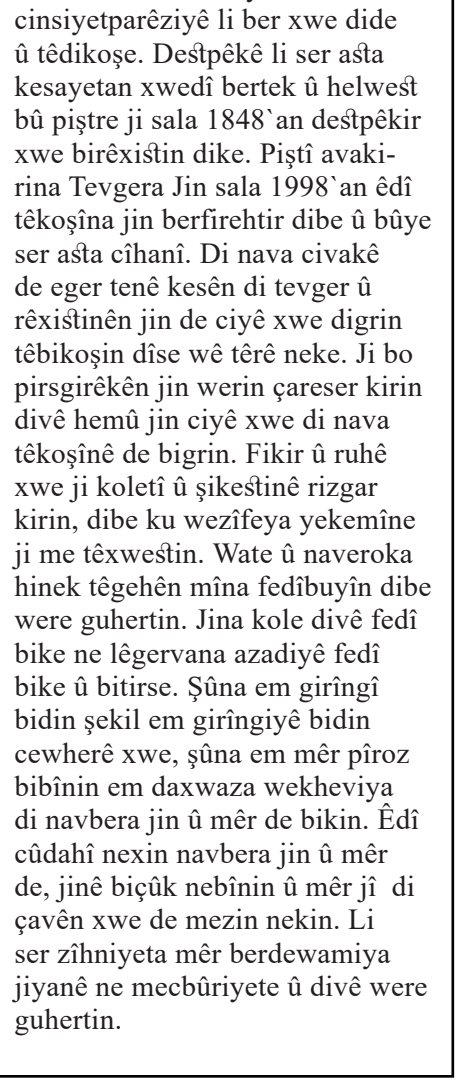 cinsiyetparêziyê li ber xwe dide
û têdikoşe. Destpêkê li ser asta
kesayetan xwedî bertek û helwest
bû piştre ji sala 1848`an destpêkir
xwe birêxistin dike. Piştî avaki-
rina Tevgera Jin sala 1998`an êdî
têkoşîna jin berfirehtir dibe û bûye
ser asta cîhanî. Di nava civakê
de eger tenê kesên di tevger û
rêxistinên jin de ciyê xwe digrin
têbikoşin dîse wê têrê neke. Ji bo
pirsgirêkên jin werin çareser kirin
divê hemû jin ciyê xwe di nava
têkoşînê de bigrin. Fikir û ruhê
xwe ji koletî û şikestinê rizgar
kirin, dibe ku wezîfeya yekemîne
ji me têxwestin. Wate û naveroka
hinek têgehên mîna fedîbuyîn dibe
were guhertin. Jina kole divê fedî
bike ne lêgervana azadiyê fedî
bike û bitirse. Şûna em girîngî
bidin şekil em girîngiyê bidin
cewherê xwe, şûna em mêr pîroz
bibînin em daxwaza wekheviya
di navbera jin û mêr de bikin. Êdî
cûdahî nexin navbera jin û mêr
de, jinê biçûk nebînin û mêr jî  di
çavên xwe de mezin nekin. Li
ser zîhniyeta mêr berdewamiya
jiyanê ne mecbûriyete û divê were
guhertin.